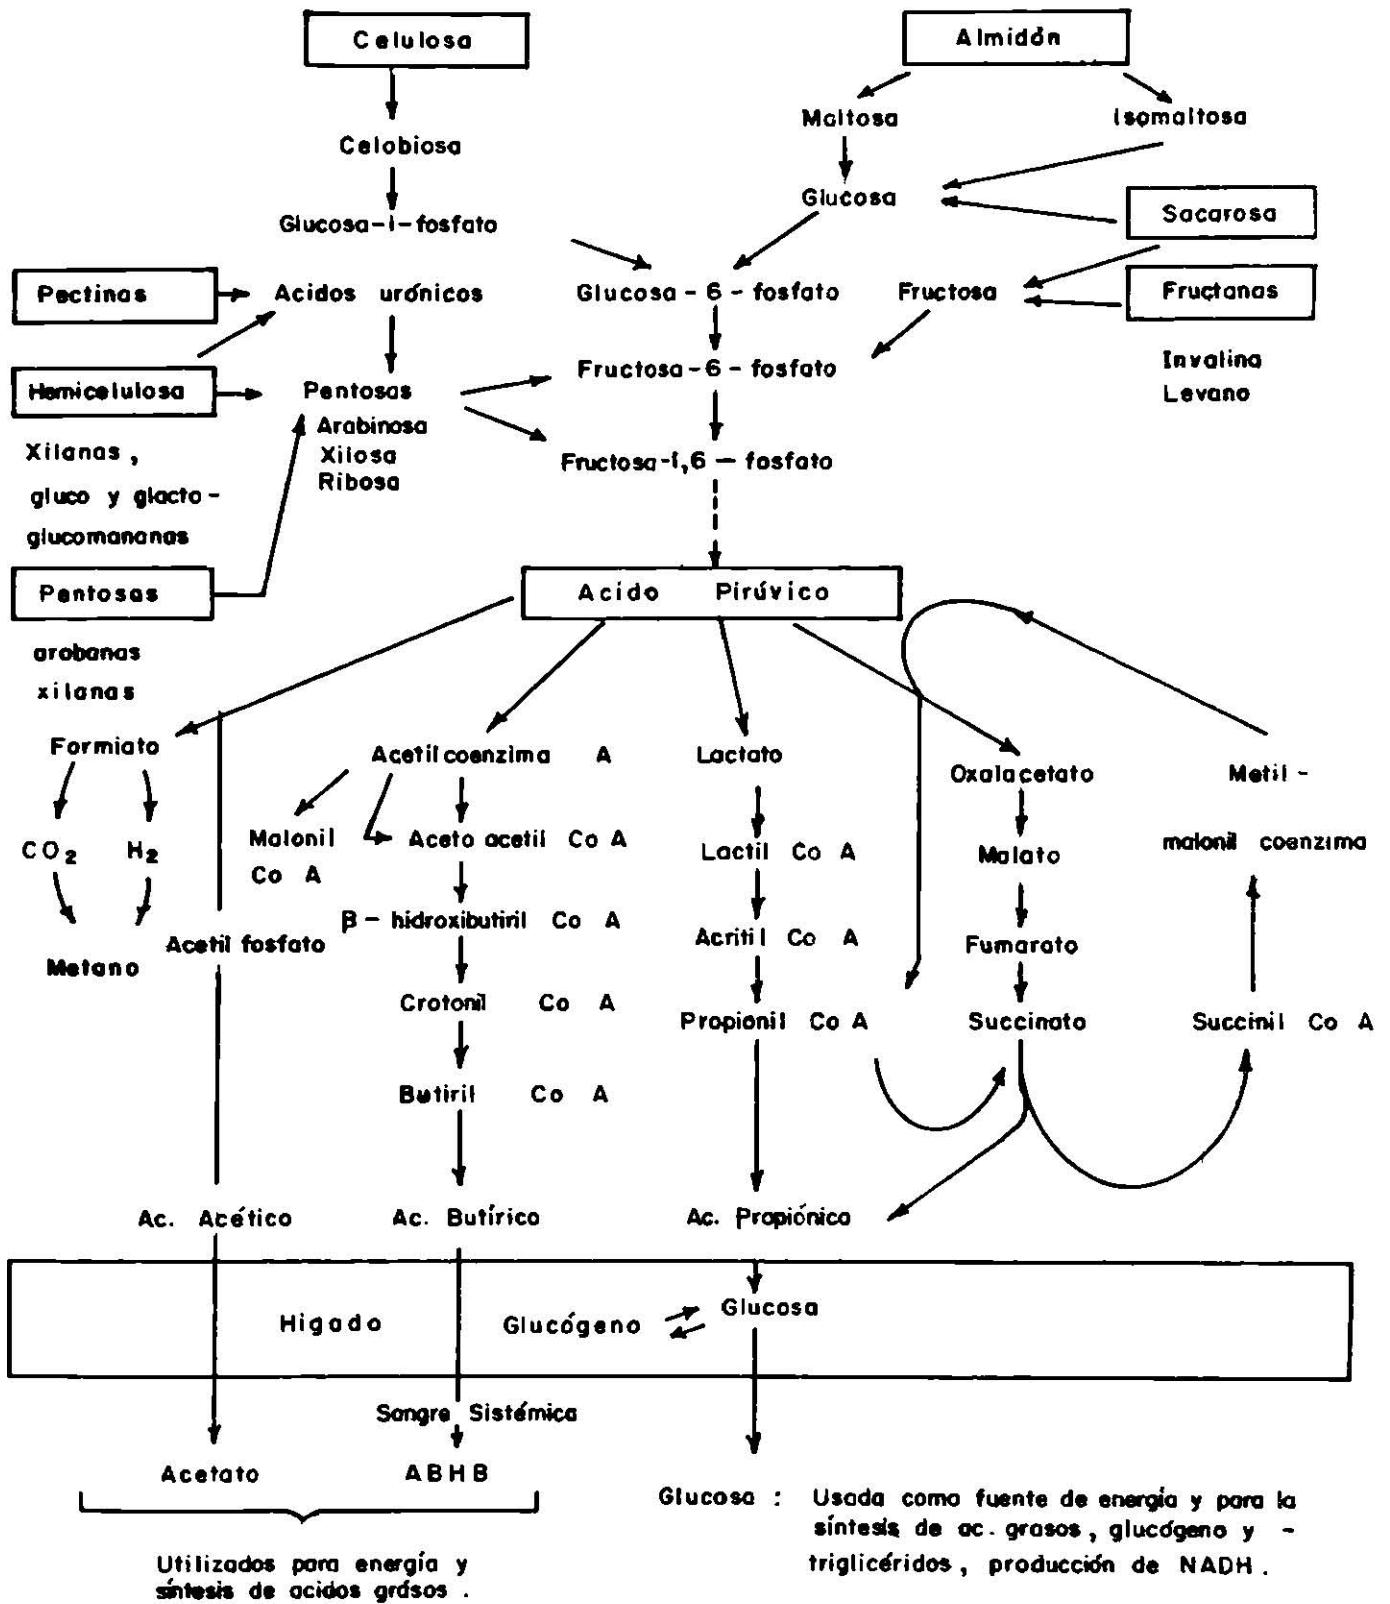 Celulosa
Almidón
Maltosa
Isomaltosa
Celobiosa
Glucosa
Sacarosa
Glucosa-1-fosfato
Pectinas
Acidos urónicos
Glucosa-6-fosfato
Fructosa
Fructanas
Invalina
Levano
Hemicelulosa
Pentosas
Arabinosa
Xilosa
Ribosa
Fructosa-6-fosfato
Xilanas,
gluco y glacto-
glucomananas
Fructosa-1,6-fosfato
Pentosas
arabanas
xilanas
Acido Pirúvico
Formiato
Acetil coenzima A
Lactato
Oxalacetato
Metil-
malonil coenzima
CO2
H2
Malonil
Co A
Aceto acetil Co A
Lactil Co A
Malato
β-hidroxibutiril Co A
Acritil Co A
Fumarato
Acetil fosfato
Metano
Crotonil Co A
Propionil Co A
Succinato
Succinil Co A
Butiril Co A
Ac. Acético
Ac. Butírico
Ac. Propiónico
Higado
Glucógeno
Glucosa
Sangre Sistémica
Acetato
ABHB
Utilizados para energía y
síntesis de acidos grásos.
Glucosa : Usada como fuente de energía y para la
síntesis de ac. grasos, glucógeno y -
triglicéridos, producción de NADH.